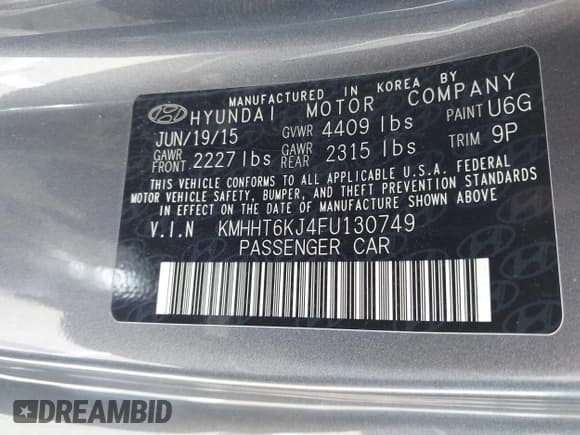 MANUFACTURED IN KOREA BY
HYUNDAI MOTOR COMPANY
JUN/19/15 GVWR 4409 lbs PAINT U6G
GAWR FRONT 2227 lbs GAWR REAR 2315 lbs TRIM 9P
THIS VEHICLE CONFORMS TO ALL APPLICABLE U.S.A. FEDERAL
MOTOR VEHICLE SAFETY, BUMPER, AND THEFT PREVENTION STANDARDS
IN EFFECT ON THE DATE OF MANUFACTURE SHOWN ABOVE
V.I.N KMHHT6KJ4FU130749
PASSENGER CAR
DREAMBID